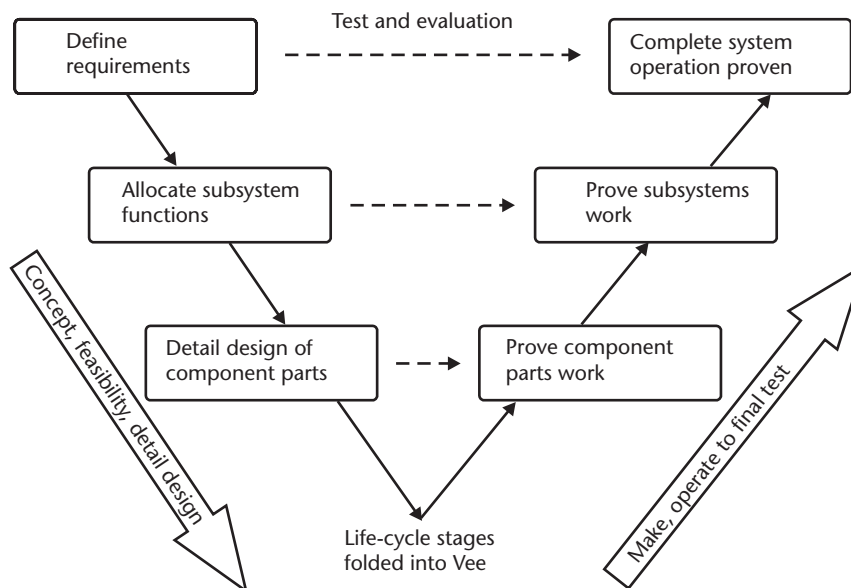 Test and evaluation
Define
requirements
Complete system
operation proven
Allocate subsystem
functions
Prove subsystems
work
Detail design of
component parts
Prove component
parts work
Concept, feasibility, detail design
Make, operate to final test
Life-cycle stages
folded into Vee